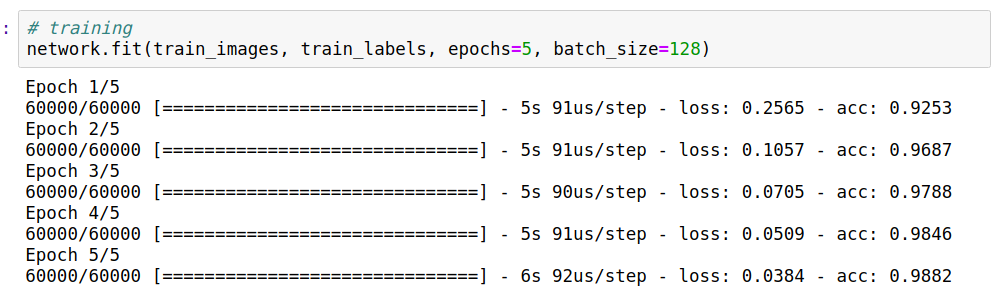 :
# training
network.fit(train_images, train_labels, epochs=5, batch_size=128)
Epoch 1/5
60000/60000 [==============================] - 5s 91us/step - loss: 0.2565 - acc: 0.9253
Epoch 2/5
60000/60000 [==============================] - 5s 91us/step - loss: 0.1057 - acc: 0.9687
Epoch 3/5
60000/60000 [==============================] - 5s 90us/step - loss: 0.0705 - acc: 0.9788
Epoch 4/5
60000/60000 [==============================] - 5s 91us/step - loss: 0.0509 - acc: 0.9846
Epoch 5/5
60000/60000 [==============================] - 6s 92us/step - loss: 0.0384 - acc: 0.9882